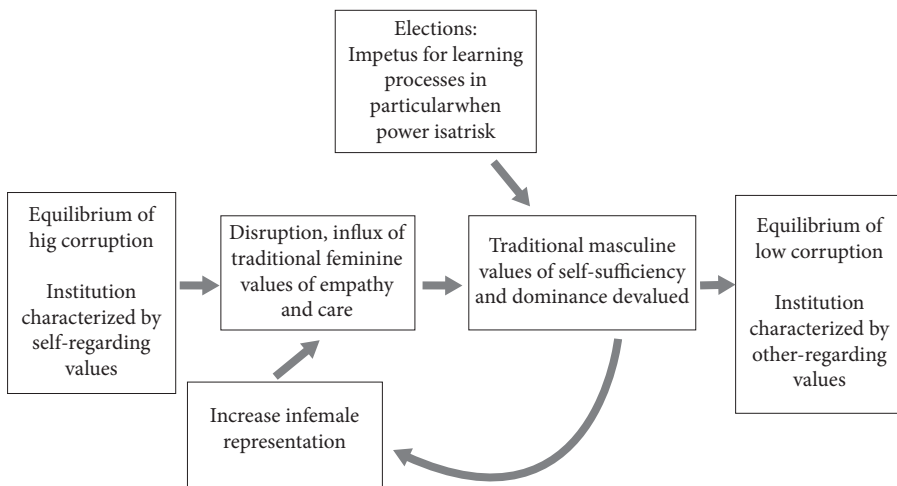 Elections:
Impetus for learning
processes in
particularwhen
power isatrisk
Equilibrium of
hig corruption
Institution
characterized by
self-regarding
values
Disruption, influx of
traditional feminine
values of empathy
and care
Traditional masculine
values of self-sufficiency
and dominance devalued
Equilibrium of
low corruption
Institution
characterized by
other-regarding
values
Increase infemale
representation